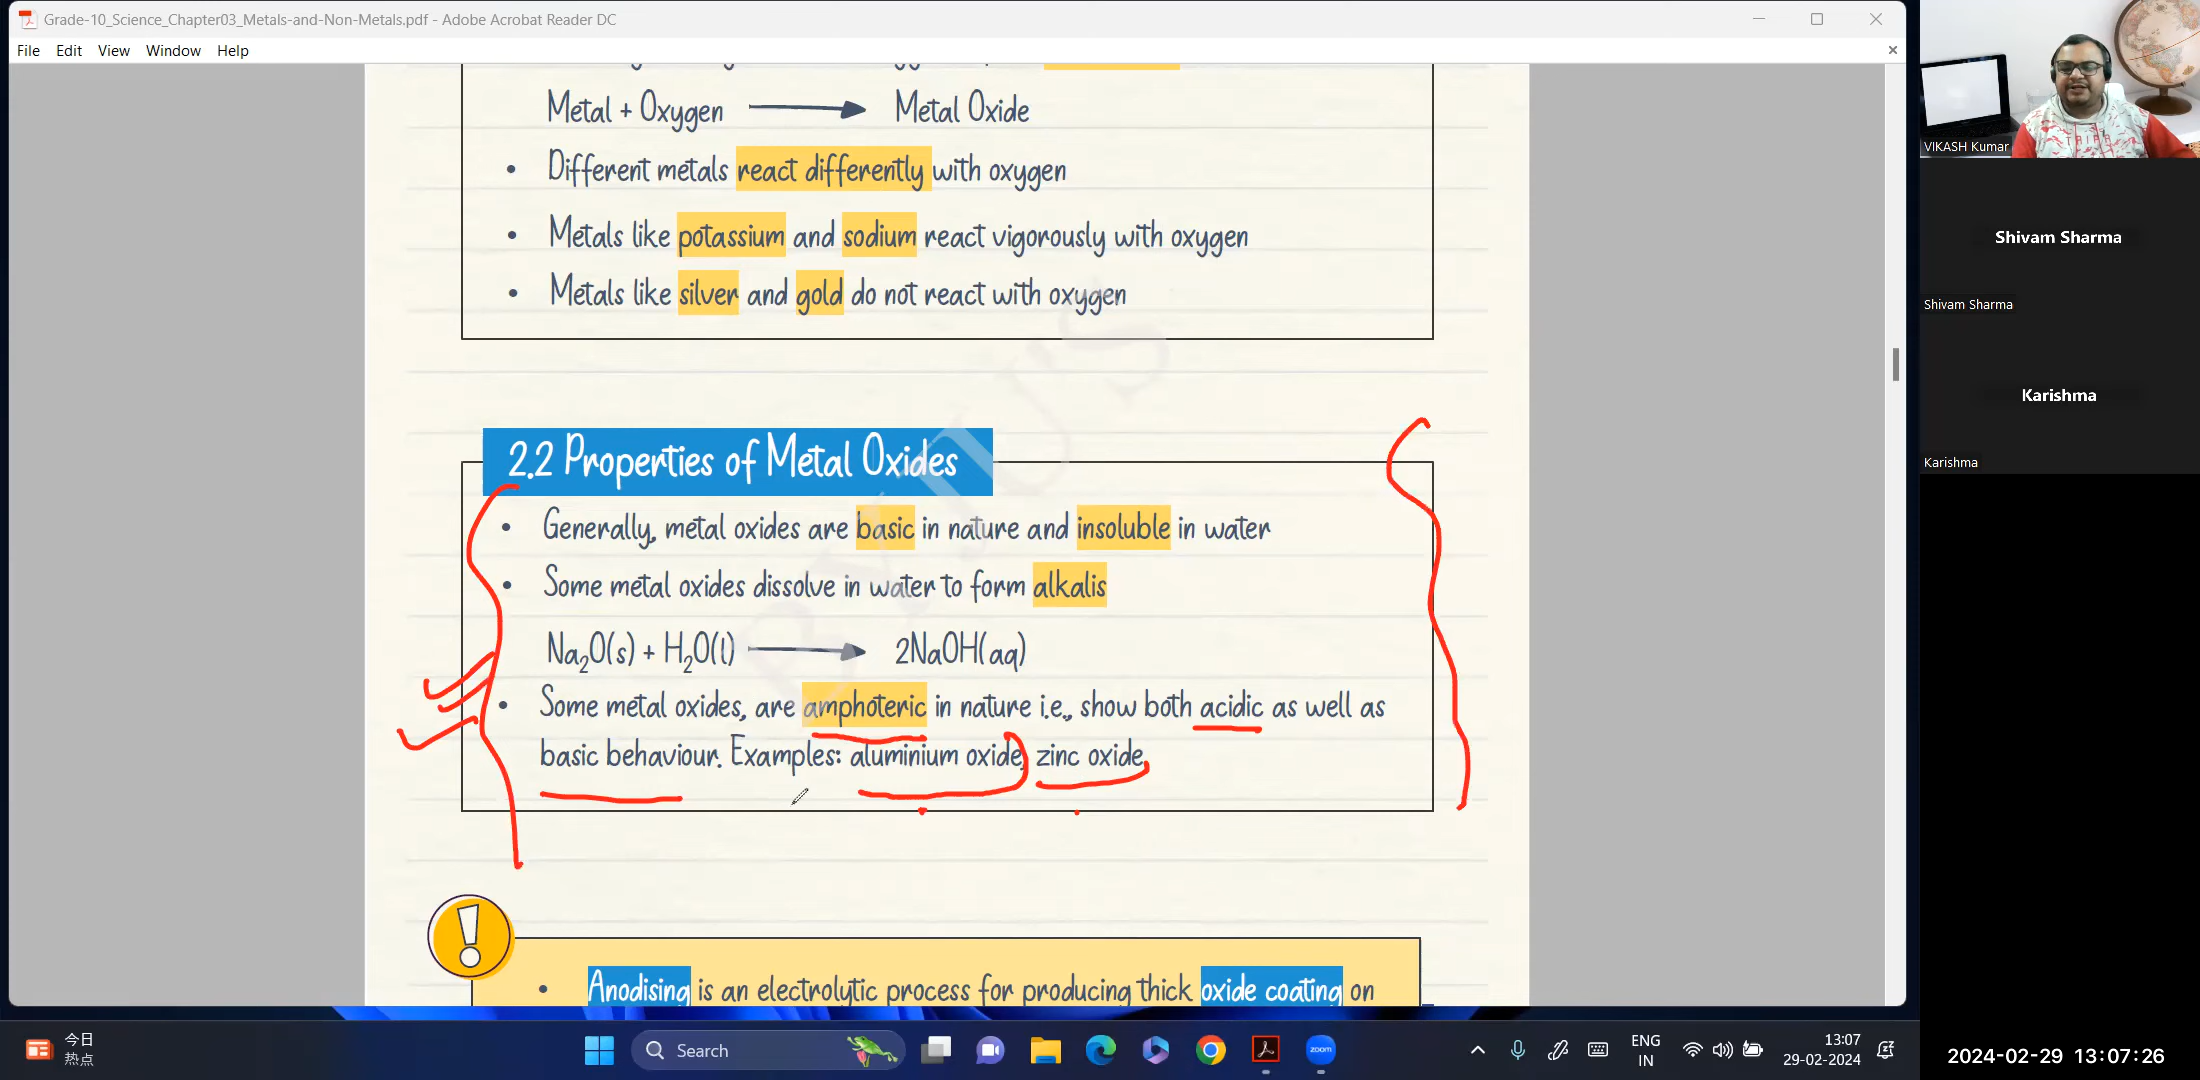 Grade-10_Science_Chapter03_Metals-and-Non-Metals.pdf - Adobe Acrobat Reader DC
File Edit View Window Help
Metal + Oxygen → Metal Oxide
• Different metals react differently with oxygen
• Metals like potassium and sodium react vigorously with oxygen
• Metals like silver and gold do not react with oxygen
2.2 Properties of Metal Oxides
• Generally, metal oxides are basic in nature and insoluble in water
• Some metal oxides dissolve in water to form alkalis
Na₂O(s) + H₂O(l) → 2NaOH(aq)
• Some metal oxides, are amphoteric in nature i.e., show both acidic as well as
basic behaviour. Examples: aluminium oxide, zinc oxide.
• Anodising is an electrolytic process for producing thick oxide coating on
VIKASH Kumar
Shivam Sharma
Shivam Sharma
Karishma
Karishma
今日
热点
Search
zoom
ENG
IN
13:07
29-02-2024
2024-02-29 13:07:26